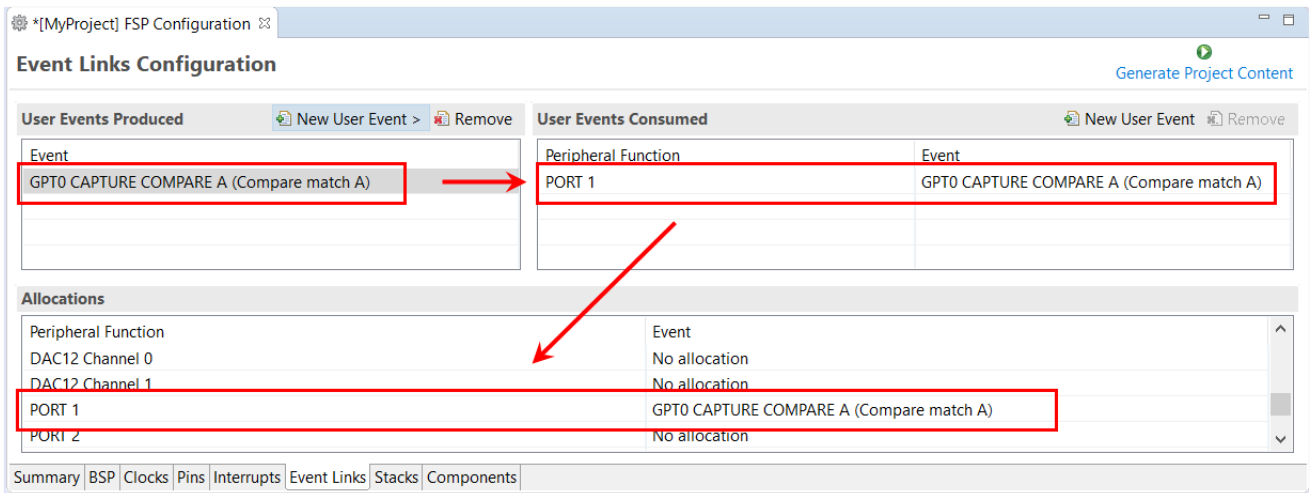 *[MyProject] FSP Configuration
Event Links Configuration
Generate Project Content
User Events Produced New User Event > Remove
User Events Consumed New User Event Remove
Event
GPT0 CAPTURE COMPARE A (Compare match A)
Peripheral Function Event
PORT 1 GPT0 CAPTURE COMPARE A (Compare match A)
Allocations
Peripheral Function Event
DAC12 Channel 0 No allocation
DAC12 Channel 1 No allocation
PORT 1 GPT0 CAPTURE COMPARE A (Compare match A)
PORT 2 No allocation
Summary BSP Clocks Pins Interrupts Event Links Stacks Components